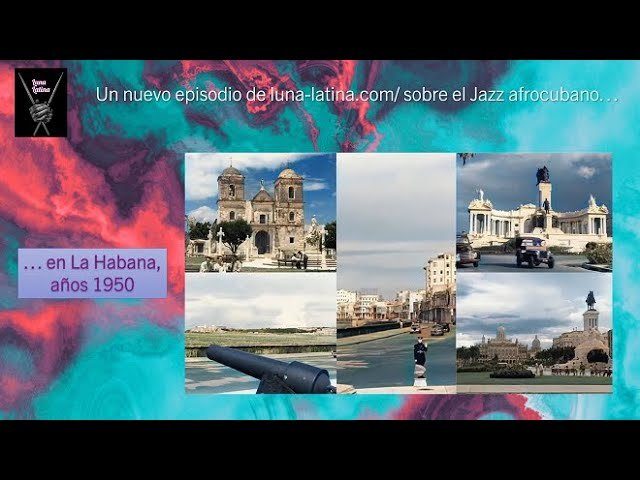 Luna
Latina
Un nuevo episodio de luna-latina.com/ sobre el Jazz afrocubano…
… en La Habana,
años 1950